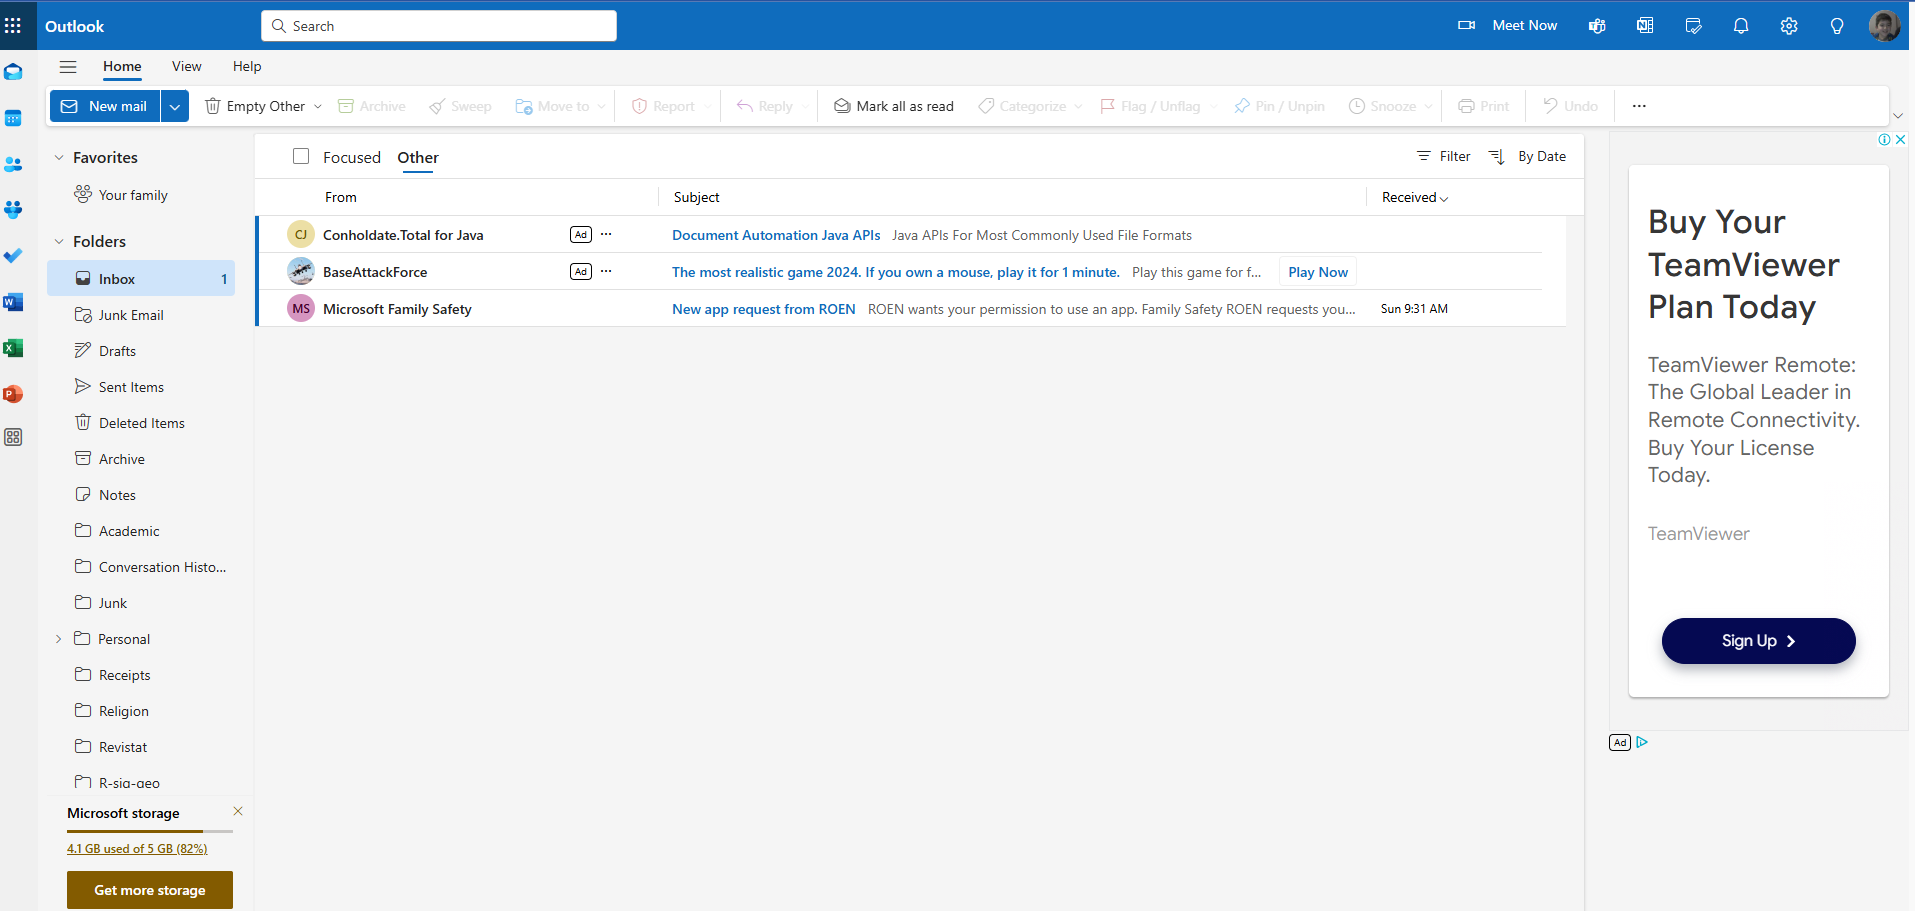 Outlook
Search
Meet Now
Home View Help
New mail Empty Other Archive Sweep Move to Report Reply Mark all as read Categorize Flag / Unflag Pin / Unpin Snooze Print Undo ...
Favorites
Your family
Folders
Inbox 1
Junk Email
Drafts
Sent Items
Deleted Items
Archive
Notes
Academic
Conversation Histo...
Junk
Personal
Receipts
Religion
Revistat
R-sig-geo
Microsoft storage
4.1 GB used of 5 GB (82%)
Get more storage
Focused Other Filter By Date
From Subject Received
CJ Conholdate.Total for Java Ad ... Document Automation Java APIs Java APIs For Most Commonly Used File Formats
BaseAttackForce Ad ... The most realistic game 2024. If you own a mouse, play it for 1 minute. Play this game for f... Play Now
MS Microsoft Family Safety New app request from ROEN ROEN wants your permission to use an app. Family Safety ROEN requests you... Sun 9:31 AM
Buy Your
TeamViewer
Plan Today
TeamViewer Remote:
The Global Leader in
Remote Connectivity.
Buy Your License
Today.
TeamViewer
Sign Up
Ad